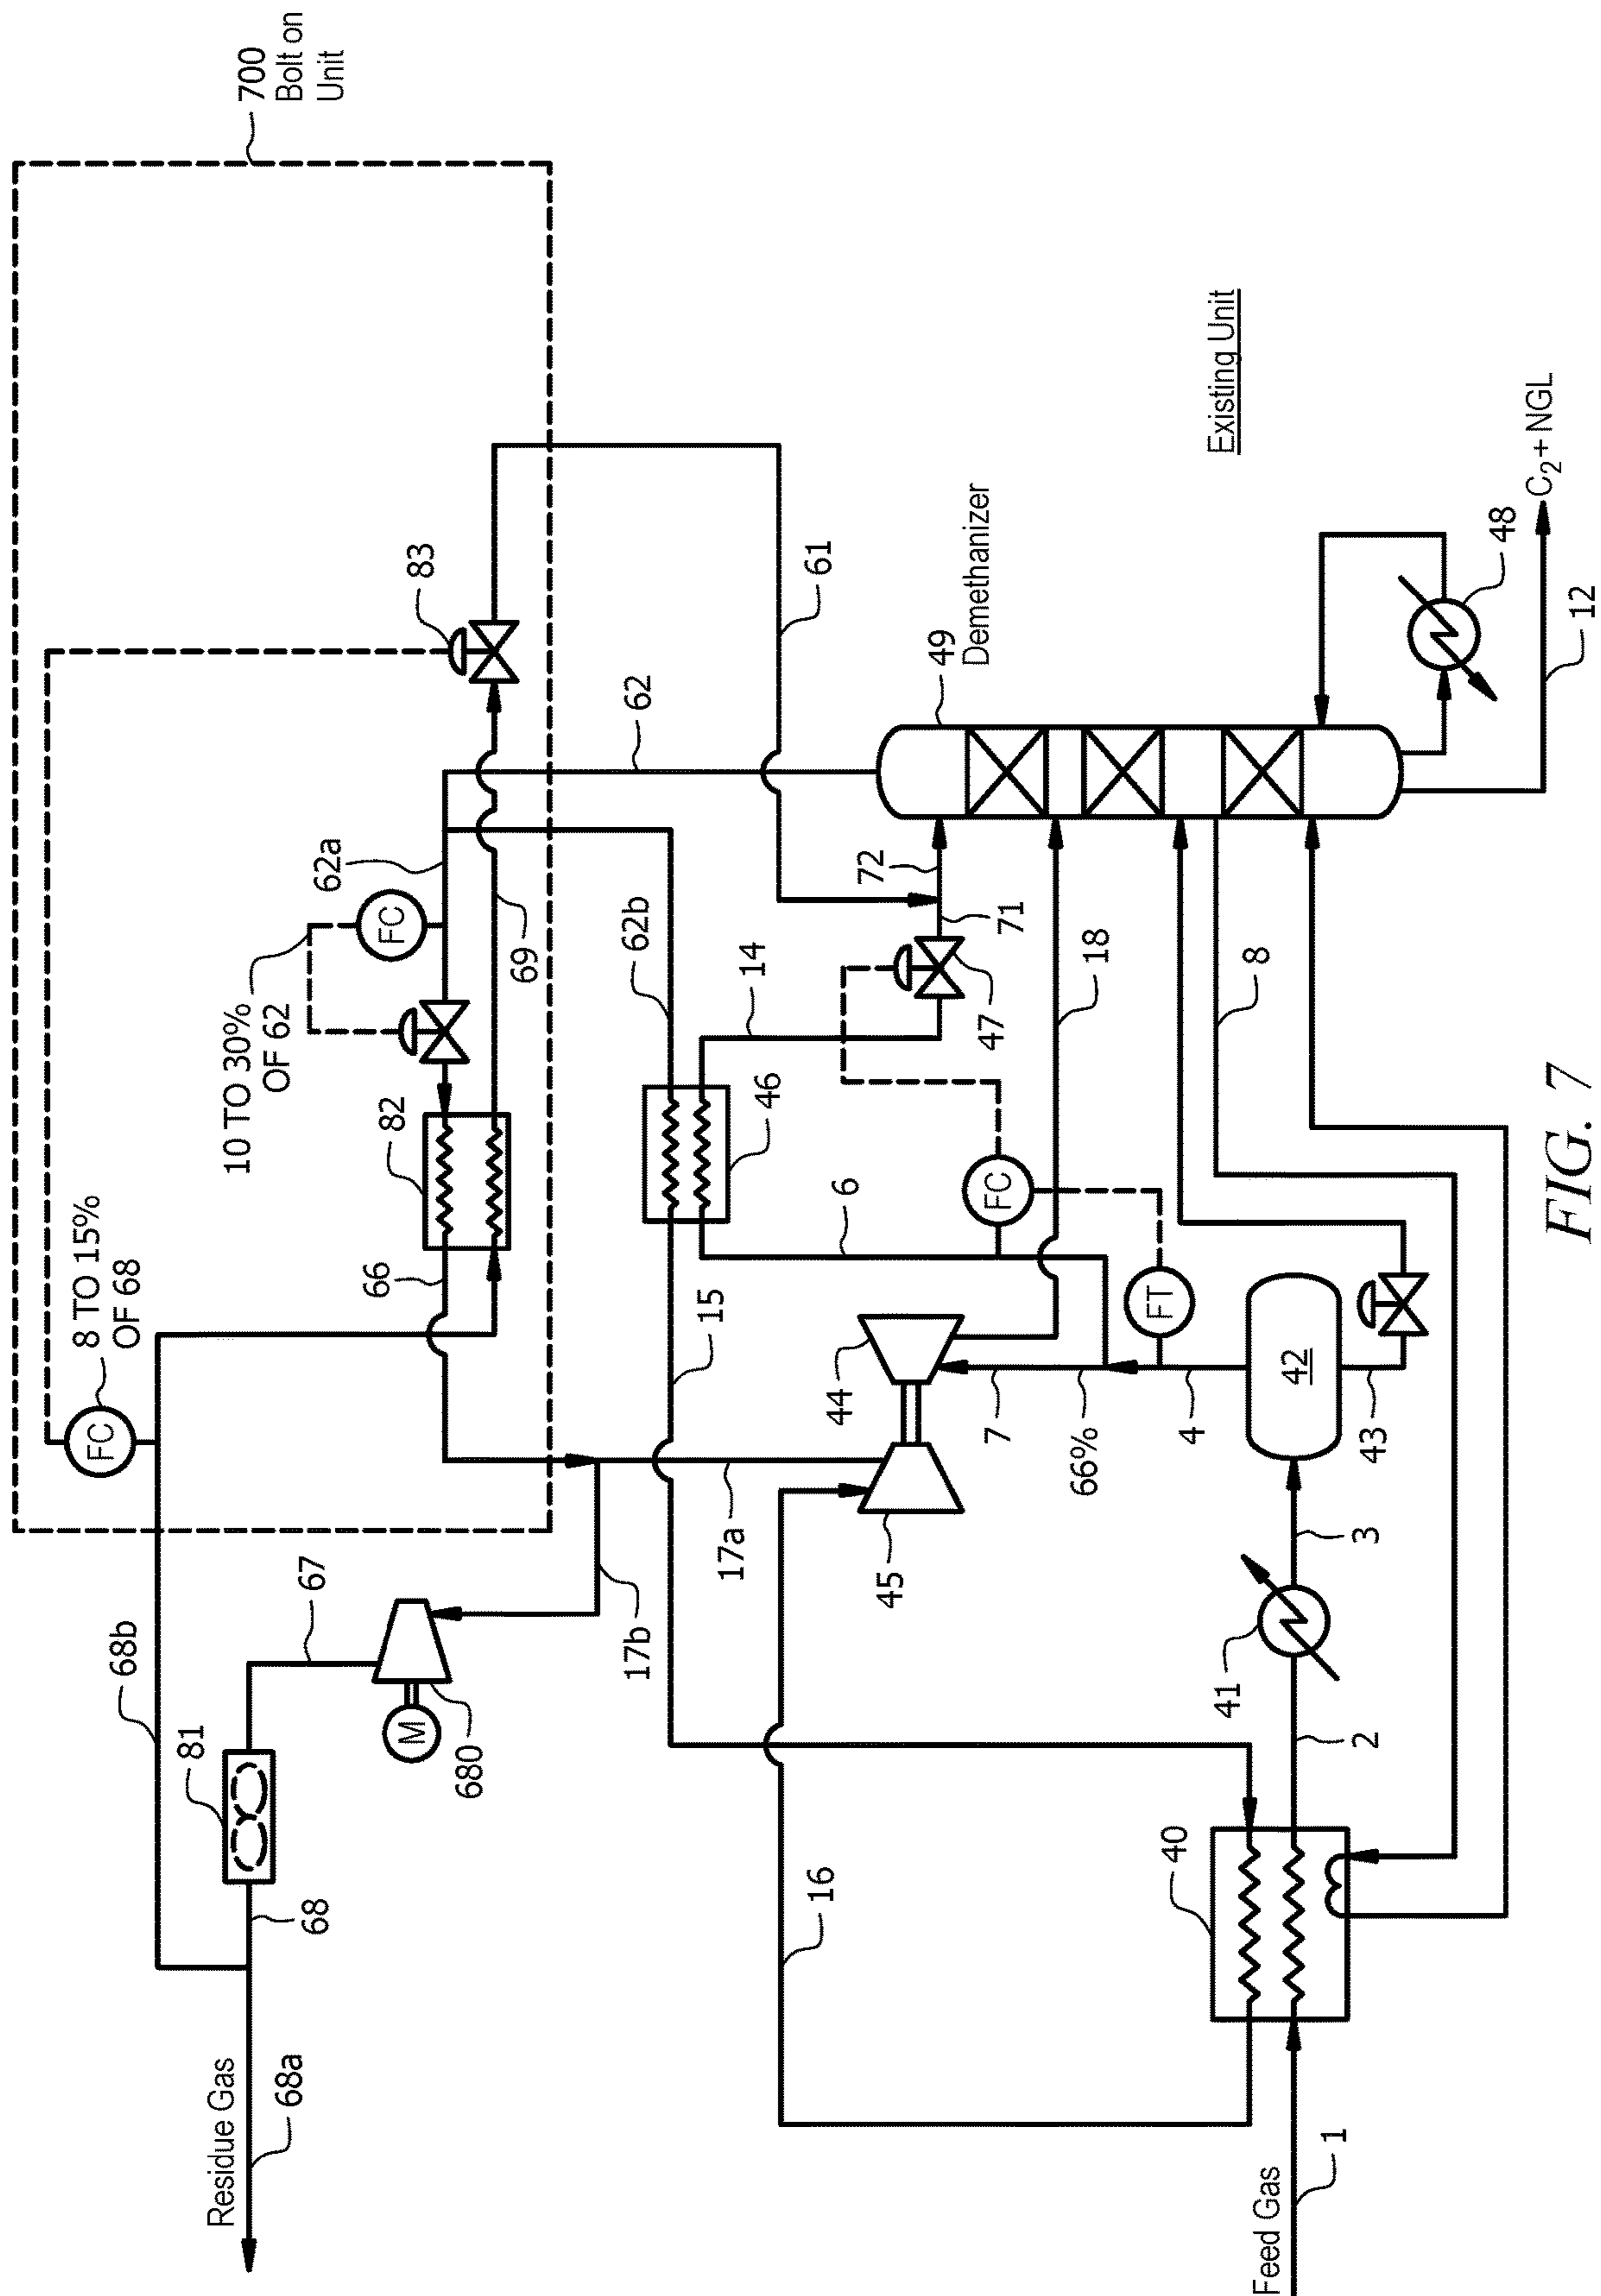 700
Bolt on
Unit
8 TO 15%
OF 68
FC
10 TO 30%
OF 62
FC
62a
83
68b
67
81
68
Residue Gas
68a
M
680
17b
66
82
69
62
61
62b
15
17a
46
14
6
16
45
44
7
66%
4
FT
FC
47
71
72
18
8
49
Demethanizer
Existing Unit
40
41
2
3
42
43
48
12
C₂+ NGL
Feed Gas
1
FIG. 7